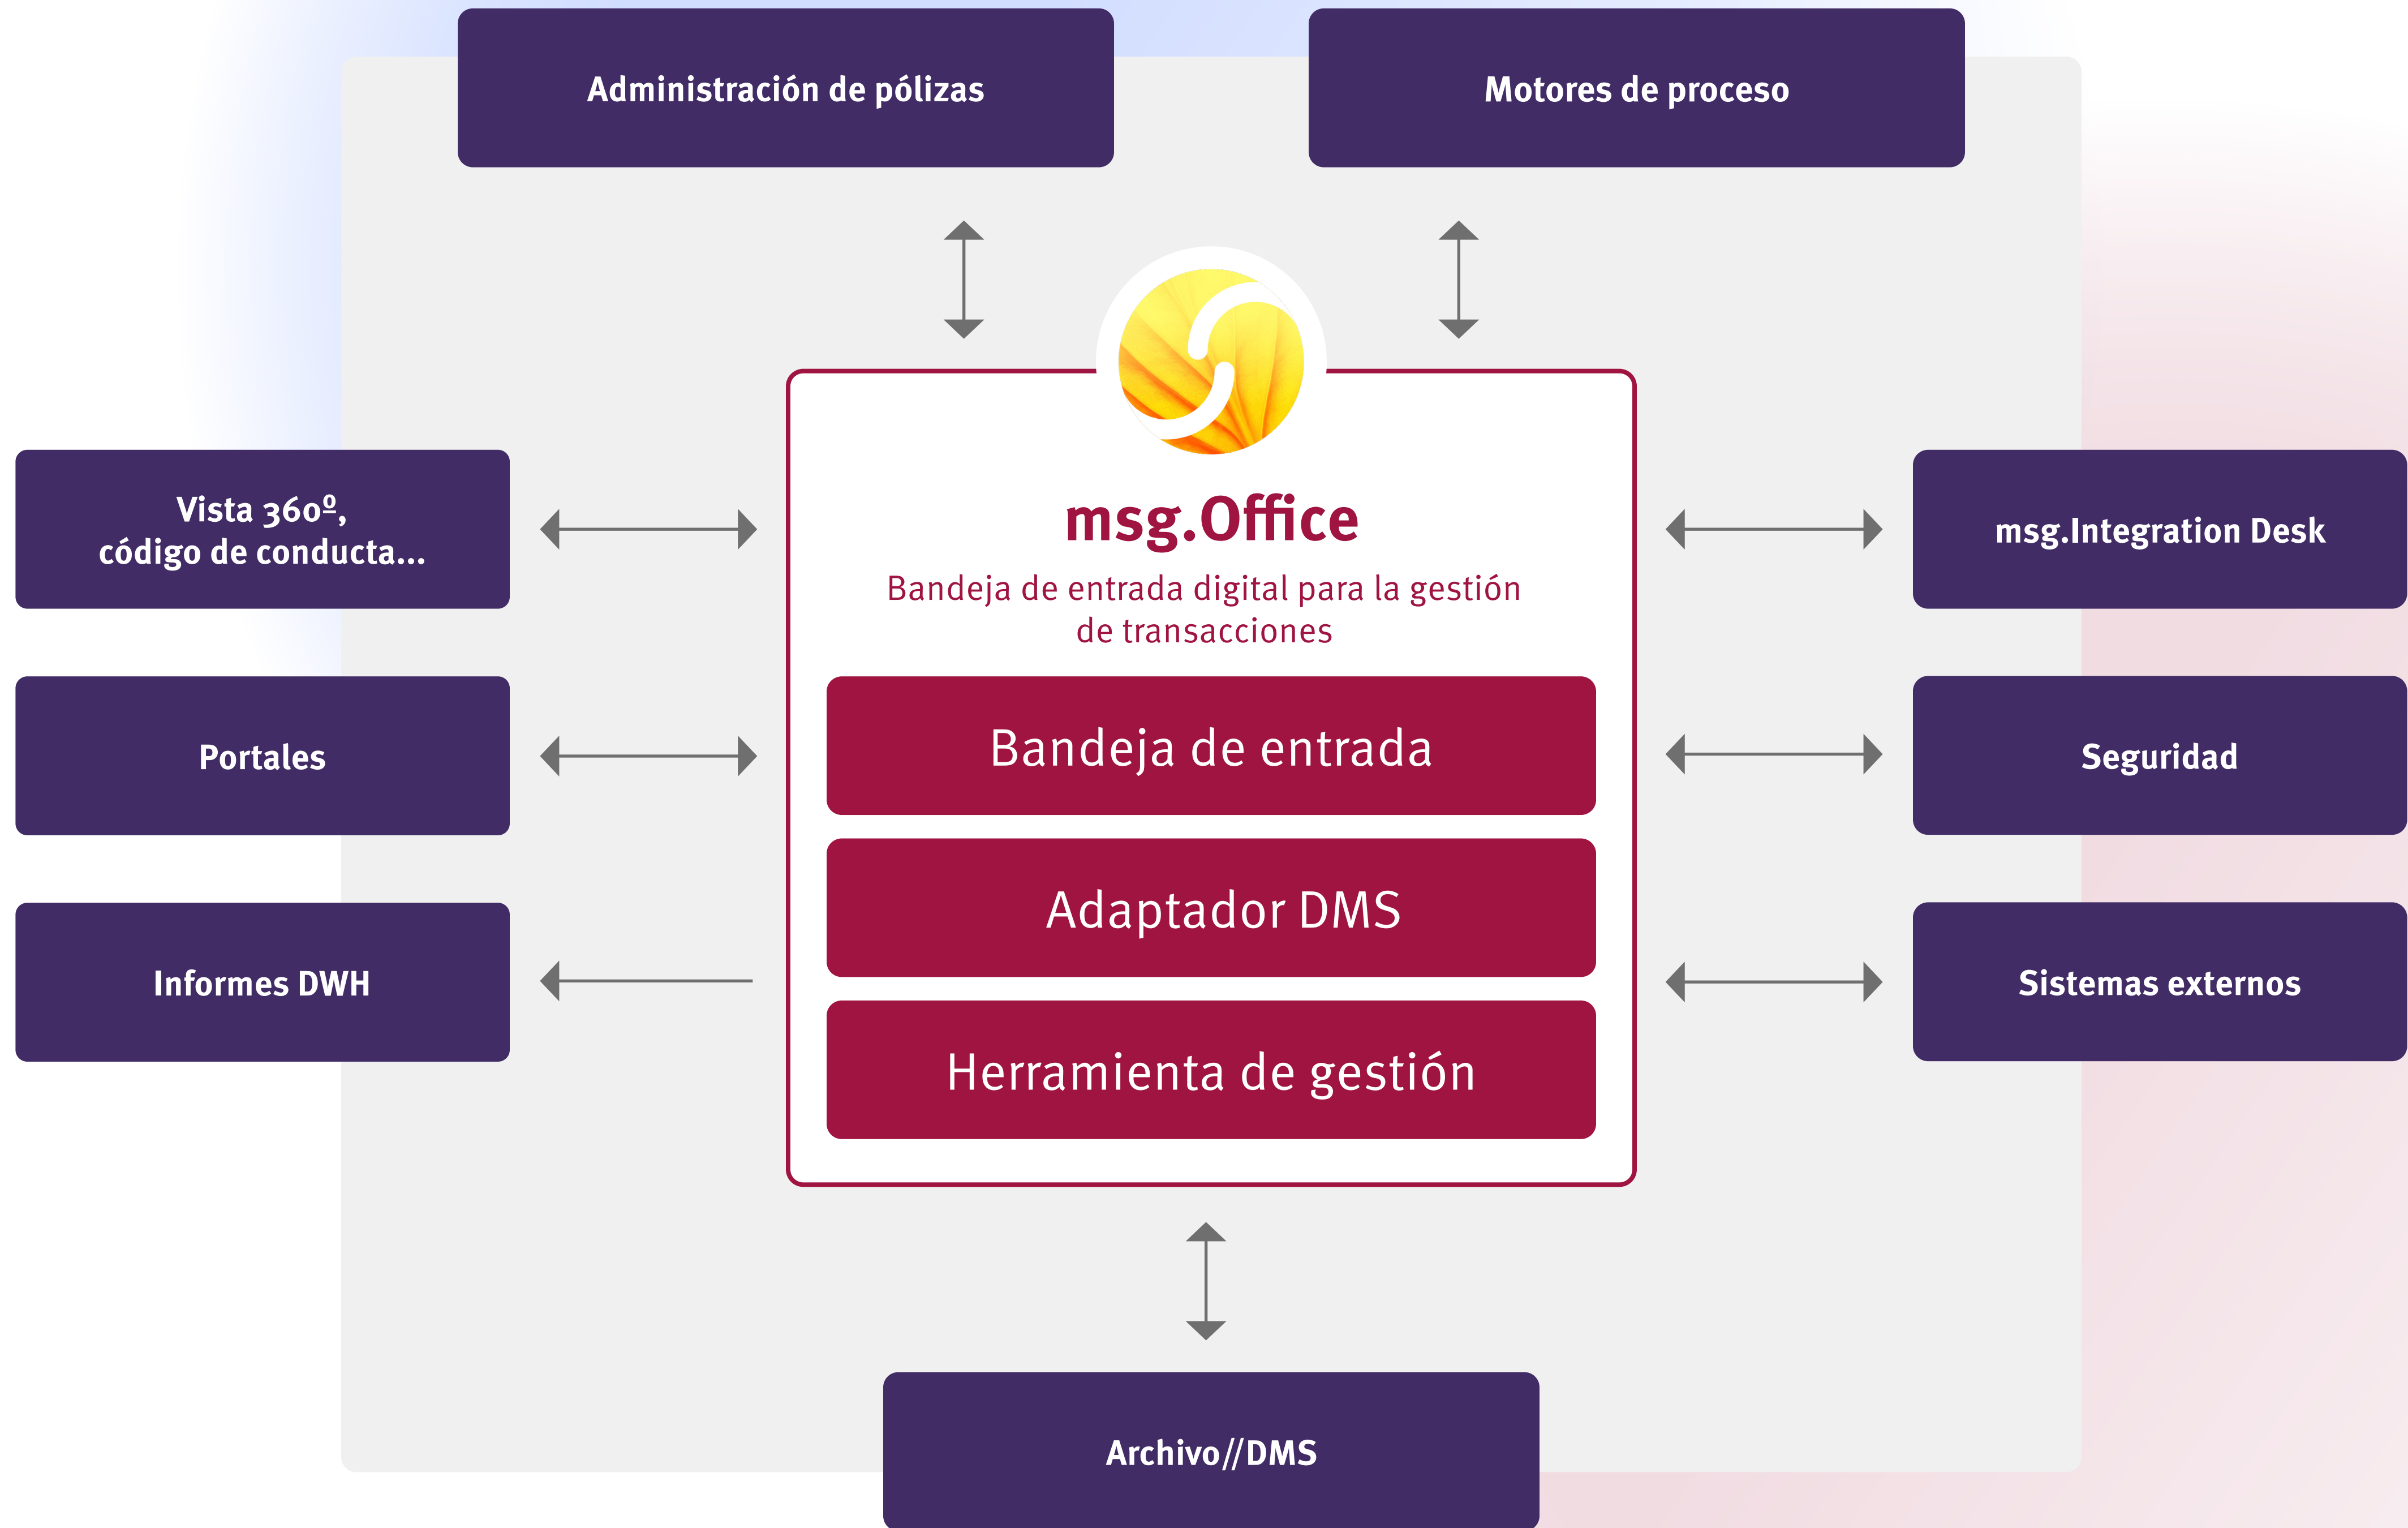 Administración de pólizas
Motores de proceso
msg.Office
Bandeja de entrada digital para la gestión
de transacciones
Vista 360º,
código de conducta...
Portales
Informes DWH
Bandeja de entrada
Adaptador DMS
Herramienta de gestión
msg.Integration Desk
Seguridad
Sistemas externos
Archivo//DMS